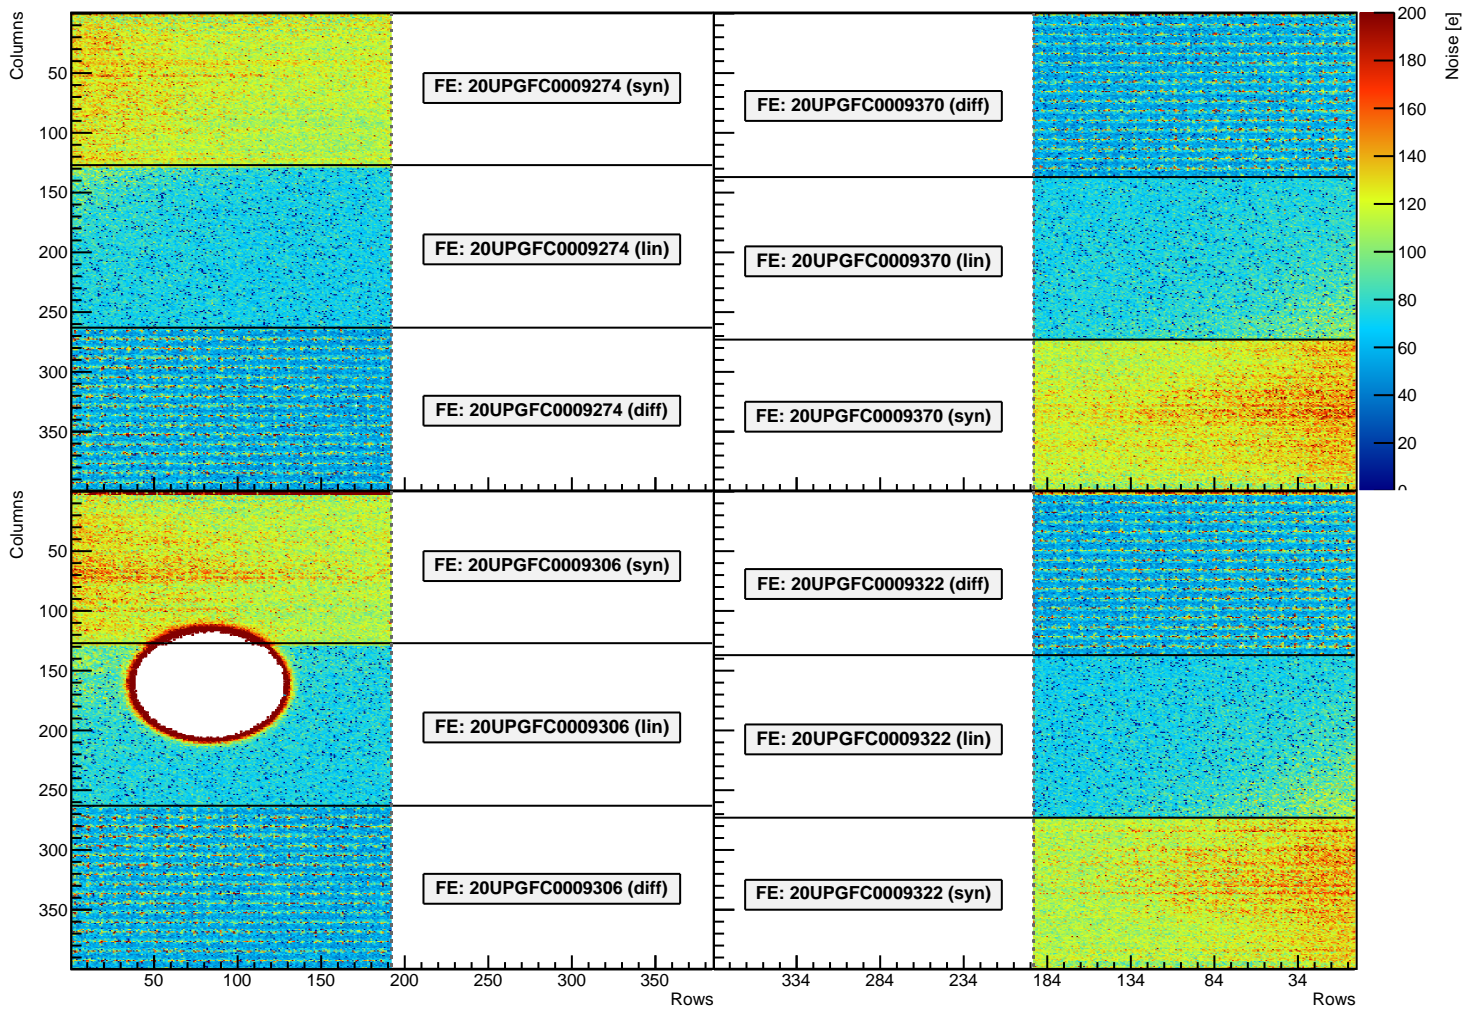 Columns
50
100
150
200
250
300
350
FE: 20UPGFC0009274 (syn)
FE: 20UPGFC0009274 (lin)
FE: 20UPGFC0009274 (diff)
FE: 20UPGFC0009370 (diff)
FE: 20UPGFC0009370 (lin)
FE: 20UPGFC0009370 (syn)
200
180
160
140
120
100
80
60
40
20
0
Noise [e]
Columns
50
100
150
200
250
300
350
FE: 20UPGFC0009306 (syn)
FE: 20UPGFC0009306 (lin)
FE: 20UPGFC0009306 (diff)
FE: 20UPGFC0009322 (diff)
FE: 20UPGFC0009322 (lin)
FE: 20UPGFC0009322 (syn)
50 100 150 200 250 300 350
Rows
334 284 234 184 134 84 34
Rows